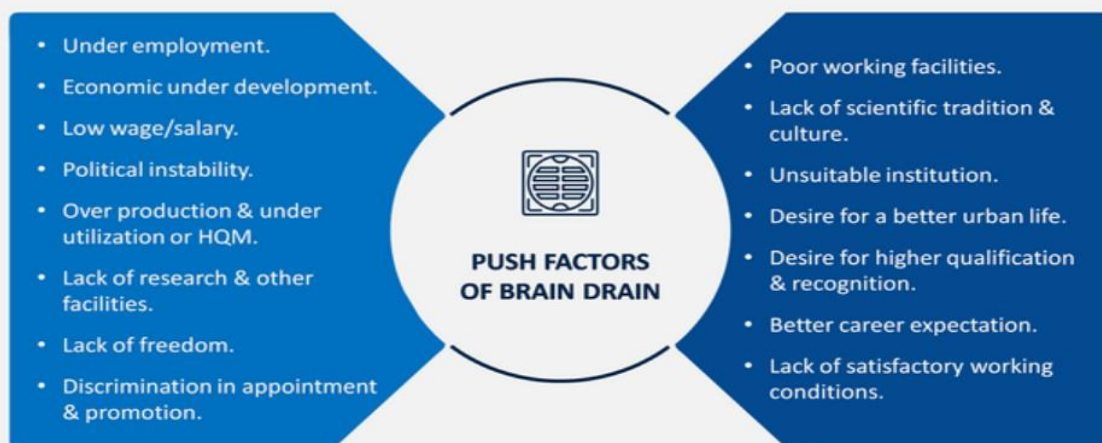 • Under employment.
• Economic under development.
• Low wage/salary.
• Political instability.
• Over production & under
utilization or HQM.
• Lack of research & other
facilities.
• Lack of freedom.
• Discrimination in appointment
& promotion.
PUSH FACTORS
OF BRAIN DRAIN
• Poor working facilities.
• Lack of scientific tradition &
culture.
• Unsuitable institution.
• Desire for a better urban life.
• Desire for higher qualification
& recognition.
• Better career expectation.
• Lack of satisfactory working
conditions.